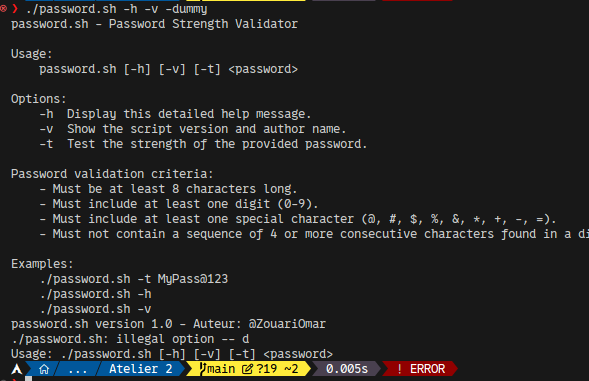 ❯ ./password.sh -h -v -dummy
password.sh - Password Strength Validator
Usage:
password.sh [-h] [-v] [-t] <password>
Options:
-h Display this detailed help message.
-v Show the script version and author name.
-t Test the strength of the provided password.
Password validation criteria:
- Must be at least 8 characters long.
- Must include at least one digit (0-9).
- Must include at least one special character (@, #, $, %, &, *, +, -, =).
- Must not contain a sequence of 4 or more consecutive characters found in a di
Examples:
./password.sh -t MyPass@123
./password.sh -h
./password.sh -v
password.sh version 1.0 - Auteur: @ZouariOmar
./password.sh: illegal option -- d
Usage: ./password.sh [-h] [-v] [-t] <password>
... Atelier 2 main ?19 ~2 0.005s ! ERROR